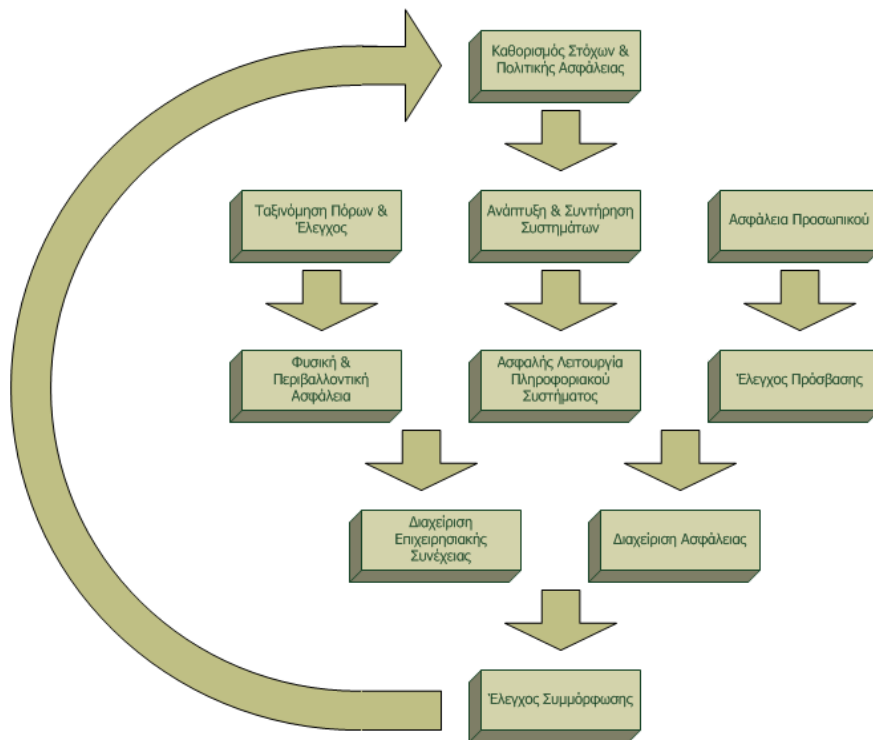 Καθορισμός Στόχων &
Πολιτικής Ασφάλειας
Ταξινόμηση Πόρων &
Έλεγχος
Ανάπτυξη & Συντήρηση
Συστημάτων
Ασφάλεια Προσωπικού
Φυσική &
Περιβαλλοντική
Ασφάλεια
Ασφαλής Λειτουργία
Πληροφοριακού
Συστήματος
Έλεγχος Πρόσβασης
Διαχείριση
Επιχειρησιακής
Συνέχειας
Διαχείριση Ασφάλειας
Έλεγχος Συμμόρφωσης